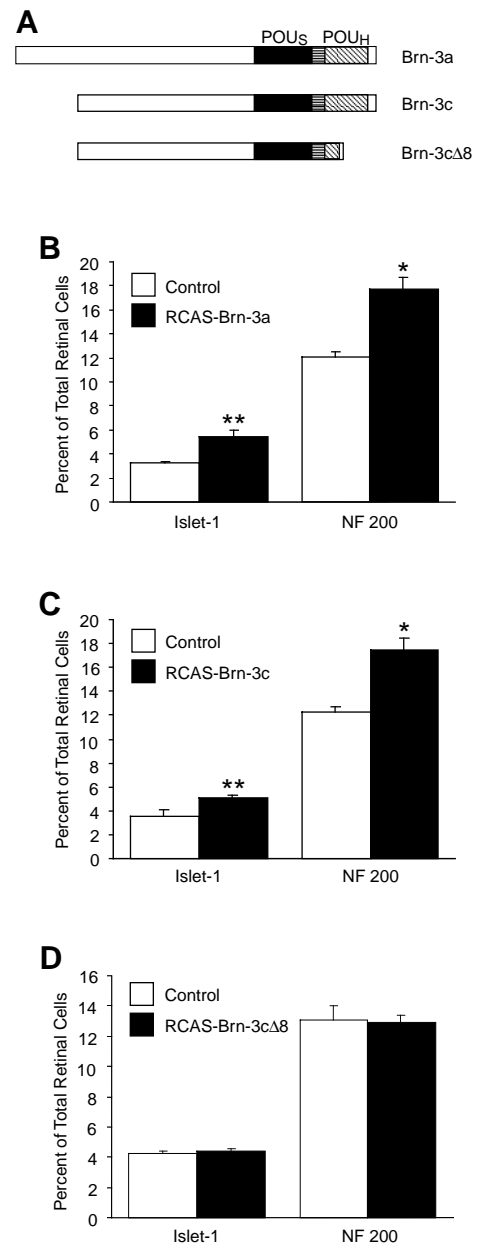 A
POUS POUH
Brn-3a
Brn-3c
Brn-3cΔ8
B
Percent of Total Retinal Cells
20
18
16
14
12
10
8
6
4
2
0
Control
RCAS-Brn-3a
**
*
Islet-1 NF 200
C
Percent of Total Retinal Cells
20
18
16
14
12
10
8
6
4
2
0
Control
RCAS-Brn-3c
**
*
Islet-1 NF 200
D
Percent of Total Retinal Cells
16
14
12
10
8
6
4
2
0
Control
RCAS-Brn-3cΔ8
Islet-1 NF 200